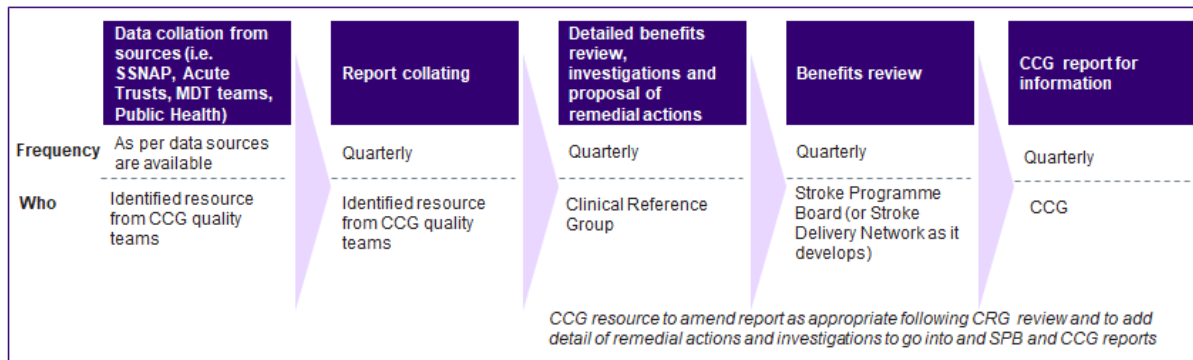 Data collation from
sources (i.e.
SSNAP, Acute
Trusts, MDT teams,
Public Health)
Report collating
Detailed benefits
review,
investigations and
proposal of
remedial actions
Benefits review
CCG report for
information
Frequency
As per data sources
are available
Quarterly
Quarterly
Quarterly
Quarterly
Who
Identified resource
from CCG quality
teams
Identified resource
from CCG quality
teams
Clinical Reference
Group
Stroke Programme
Board (or Stroke
Delivery Network as it
develops)
CCG
CCG resource to amend report as appropriate following CRG review and to add
detail of remedial actions and investigations to go into and SPB and CCG reports